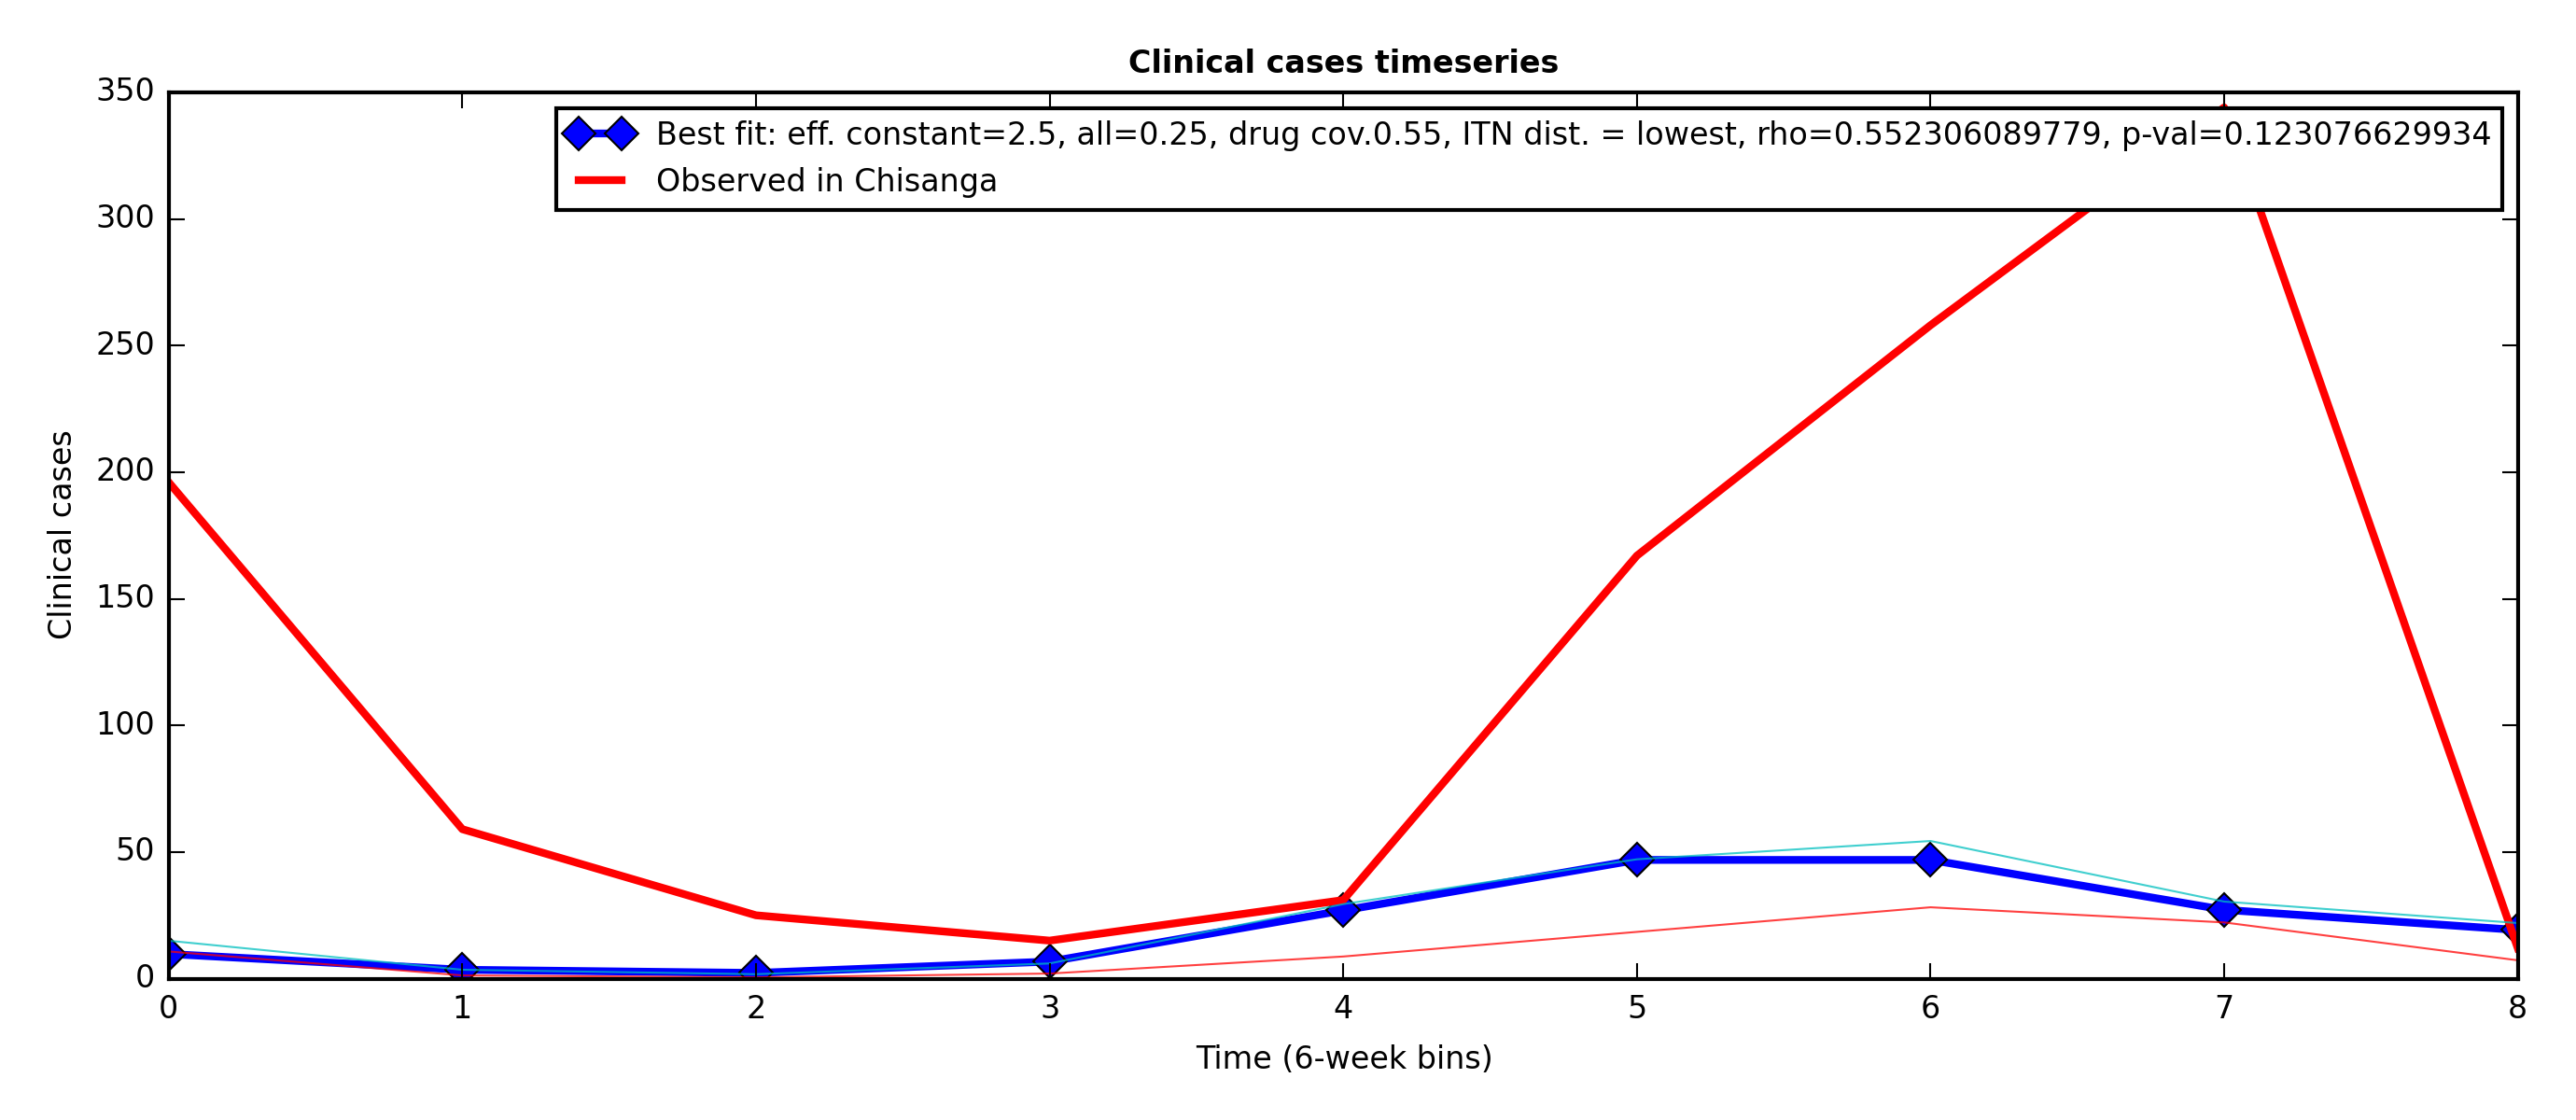 Clinical cases timeseries
350
300
250
200
150
100
50
0
Clinical cases
Best fit: eff. constant=2.5, all=0.25, drug cov.0.55, ITN dist. = lowest, rho=0.552306089779, p-val=0.123076629934
Observed in Chisanga
0 1 2 3 4 5 6 7 8
Time (6-week bins)